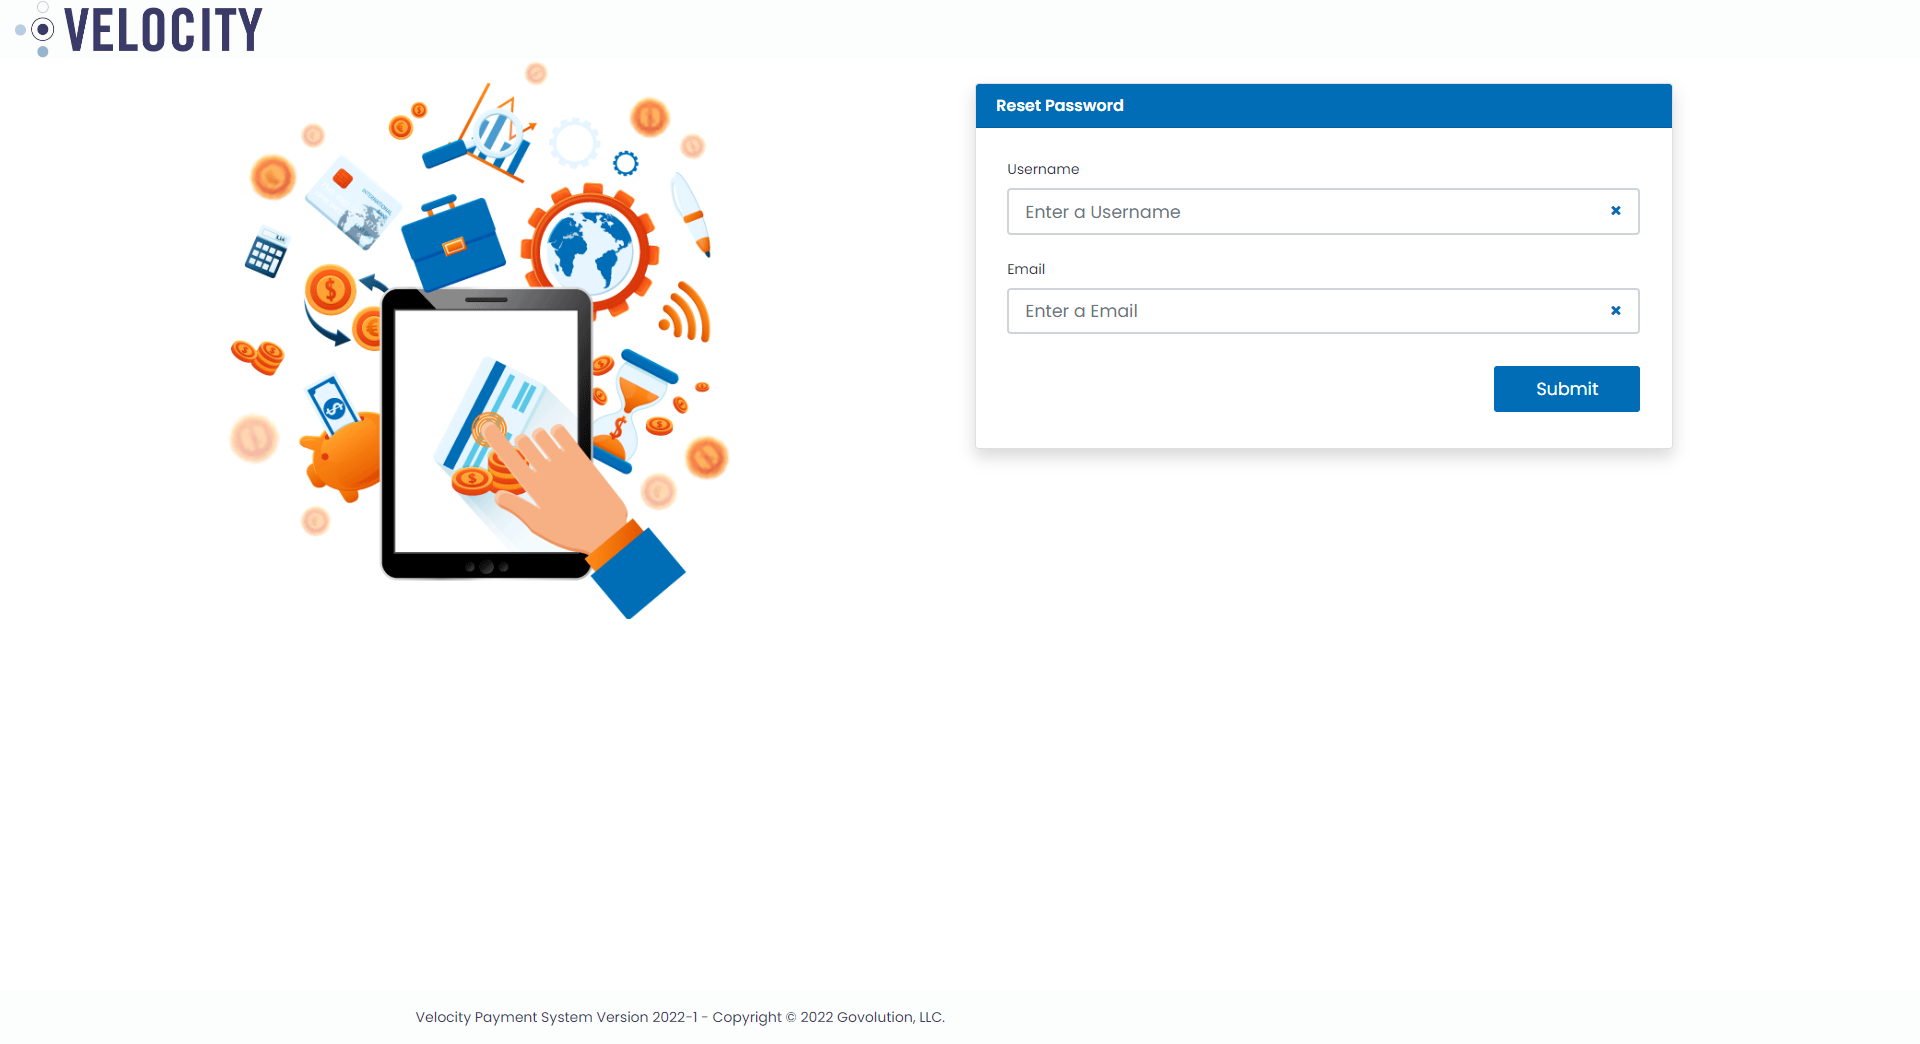 VELOCITY
Reset Password
Username
Enter a Username
Email
Enter a Email
Submit
Velocity Payment System Version 2022-1 - Copyright © 2022 Govolution, LLC.